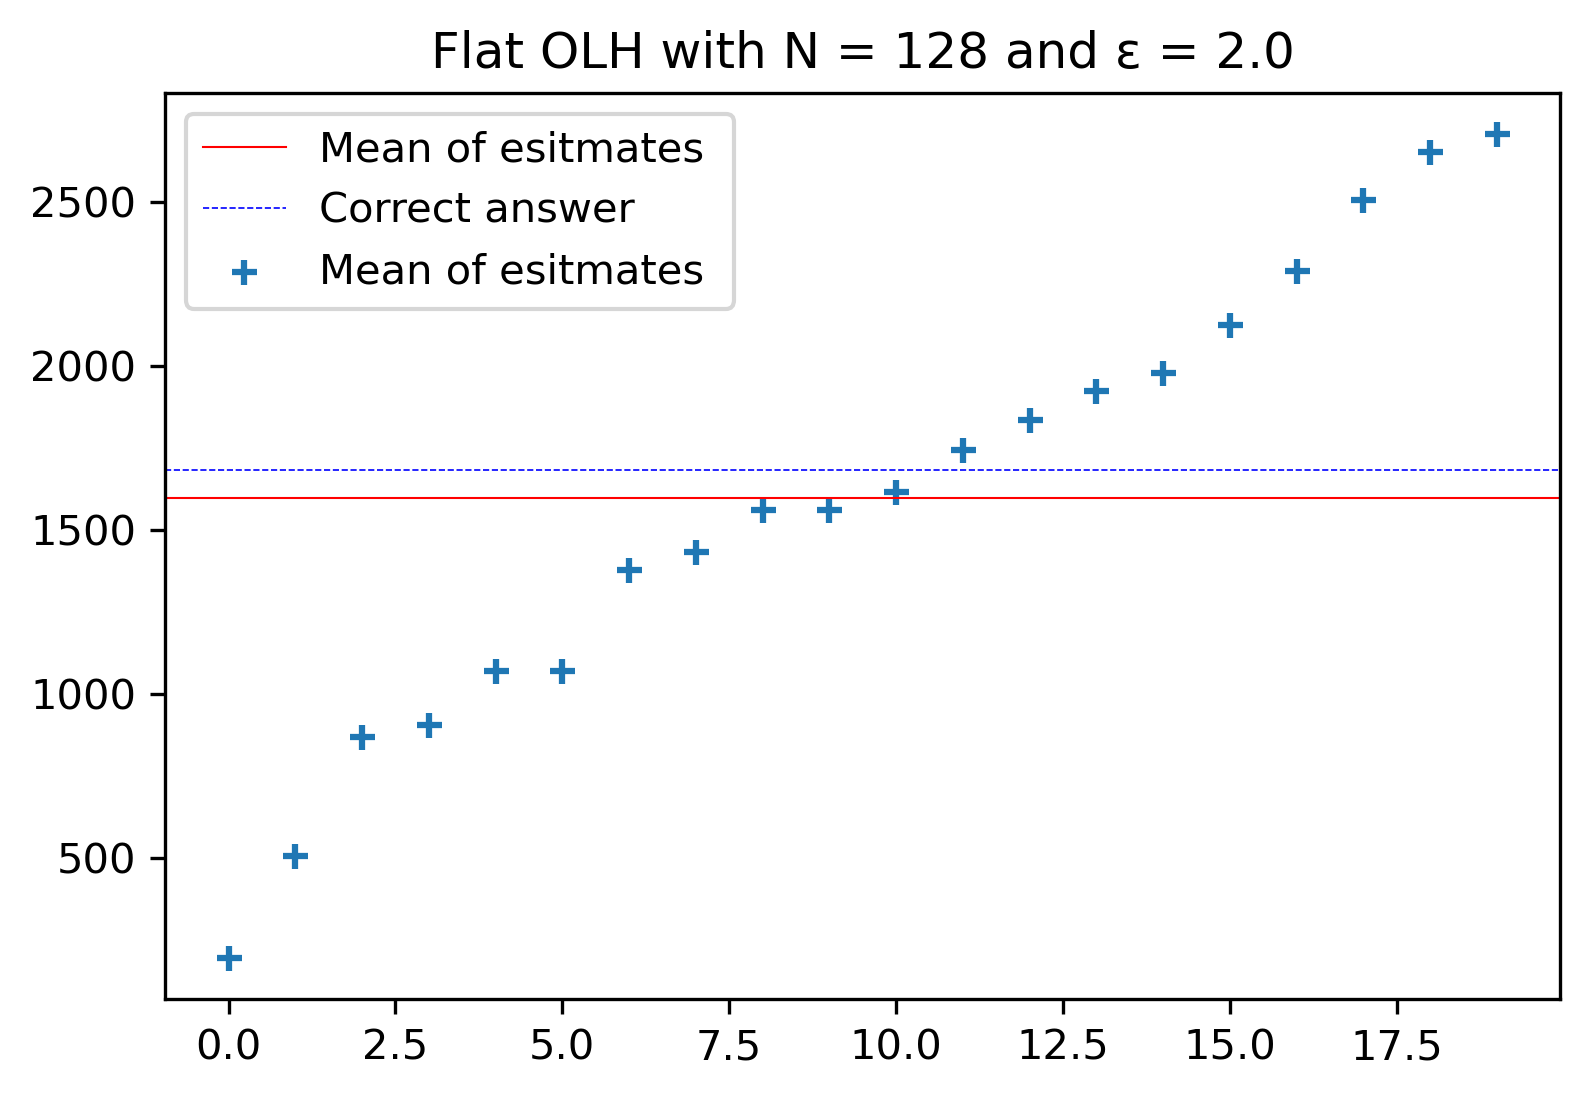 Flat OLH with N = 128 and ε = 2.0
Mean of esitmates
Correct answer
Mean of esitmates
2500
2000
1500
1000
500
0.0 2.5 5.0 7.5 10.0 12.5 15.0 17.5